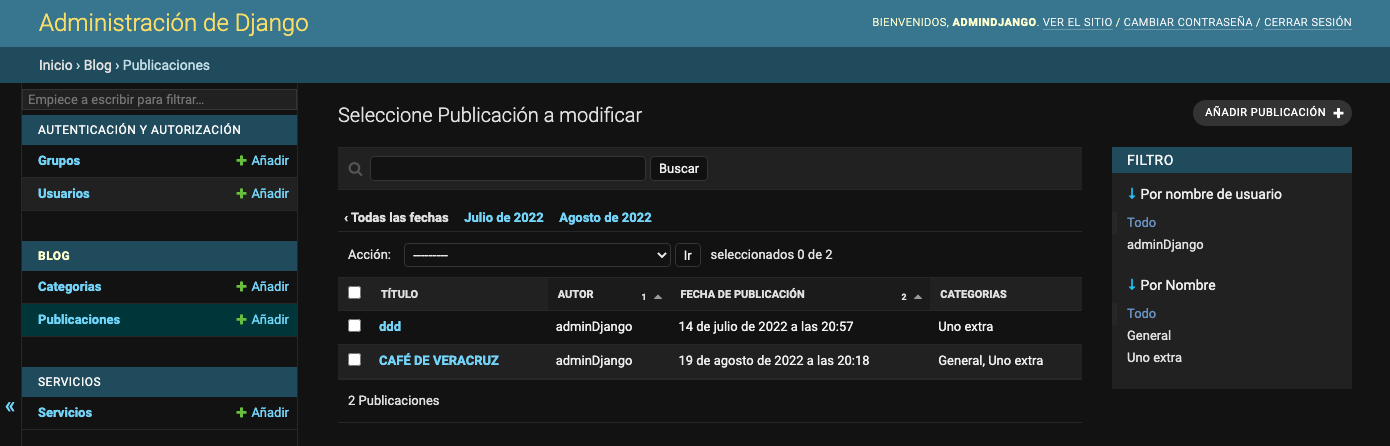 Administración de Django
BIENVENIDOS, ADMINDJANGO. VER EL SITIO / CAMBIAR CONTRASEÑA / CERRAR SESIÓN
Inicio › Blog › Publicaciones
Empiece a escribir para filtrar...
AUTENTICACIÓN Y AUTORIZACIÓN
Grupos + Añadir
Usuarios + Añadir
BLOG
Categorias + Añadir
Publicaciones + Añadir
SERVICIOS
Servicios + Añadir
«
Seleccione Publicación a modificar
AÑADIR PUBLICACIÓN +
Buscar
‹ Todas las fechas Julio de 2022 Agosto de 2022
Acción: --------- Ir seleccionados 0 de 2
TÍTULO AUTOR 1 FECHA DE PUBLICACIÓN 2 CATEGORIAS
ddd adminDjango 14 de julio de 2022 a las 20:57 Uno extra
CAFÉ DE VERACRUZ adminDjango 19 de agosto de 2022 a las 20:18 General, Uno extra
2 Publicaciones
FILTRO
↓ Por nombre de usuario
Todo
adminDjango
↓ Por Nombre
Todo
General
Uno extra